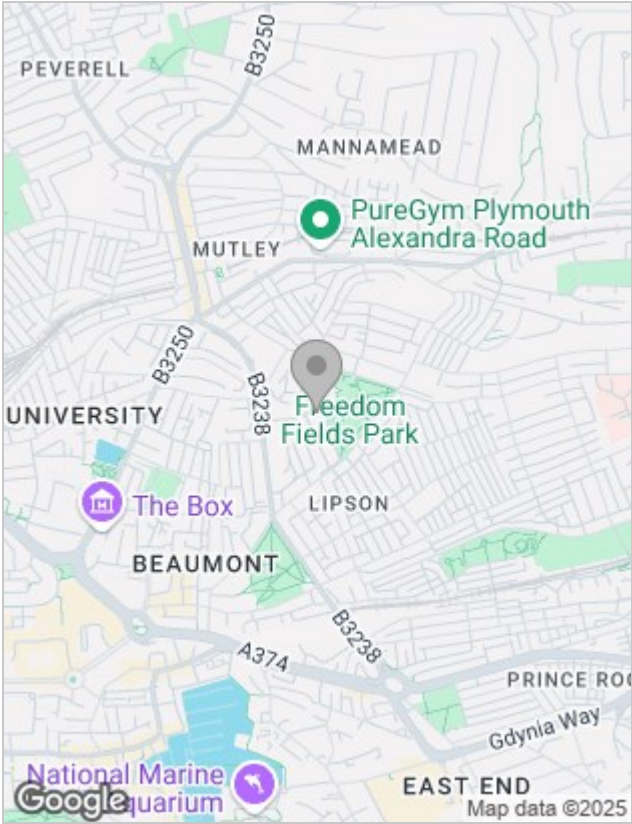 B3250
PEVERELL
MANNAMEAD
PureGym Plymouth
Alexandra Road
MUTLEY
B3250
B3238
UNIVERSITY
Freedom
Fields Park
The Box
LIPSON
BEAUMONT
B3238
A374
PRINCE ROC
Gdynia Way
National Marine
quarium
EAST END
Google
Map data ©2025